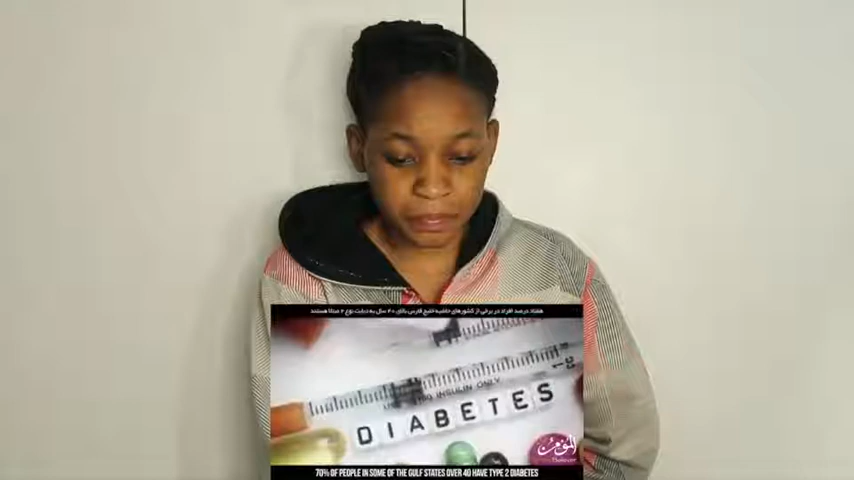 هفتاد درصد افراد در برخی از کشورهای حاشیه خلیج فارس بالای ۴۰ سال به دیابت نوع ۲ مبتلا هستند
INSULIN ONLY
DIABETES
المؤمن
70% OF PEOPLE IN SOME OF THE GULF STATES OVER 40 HAVE TYPE 2 DIABETES